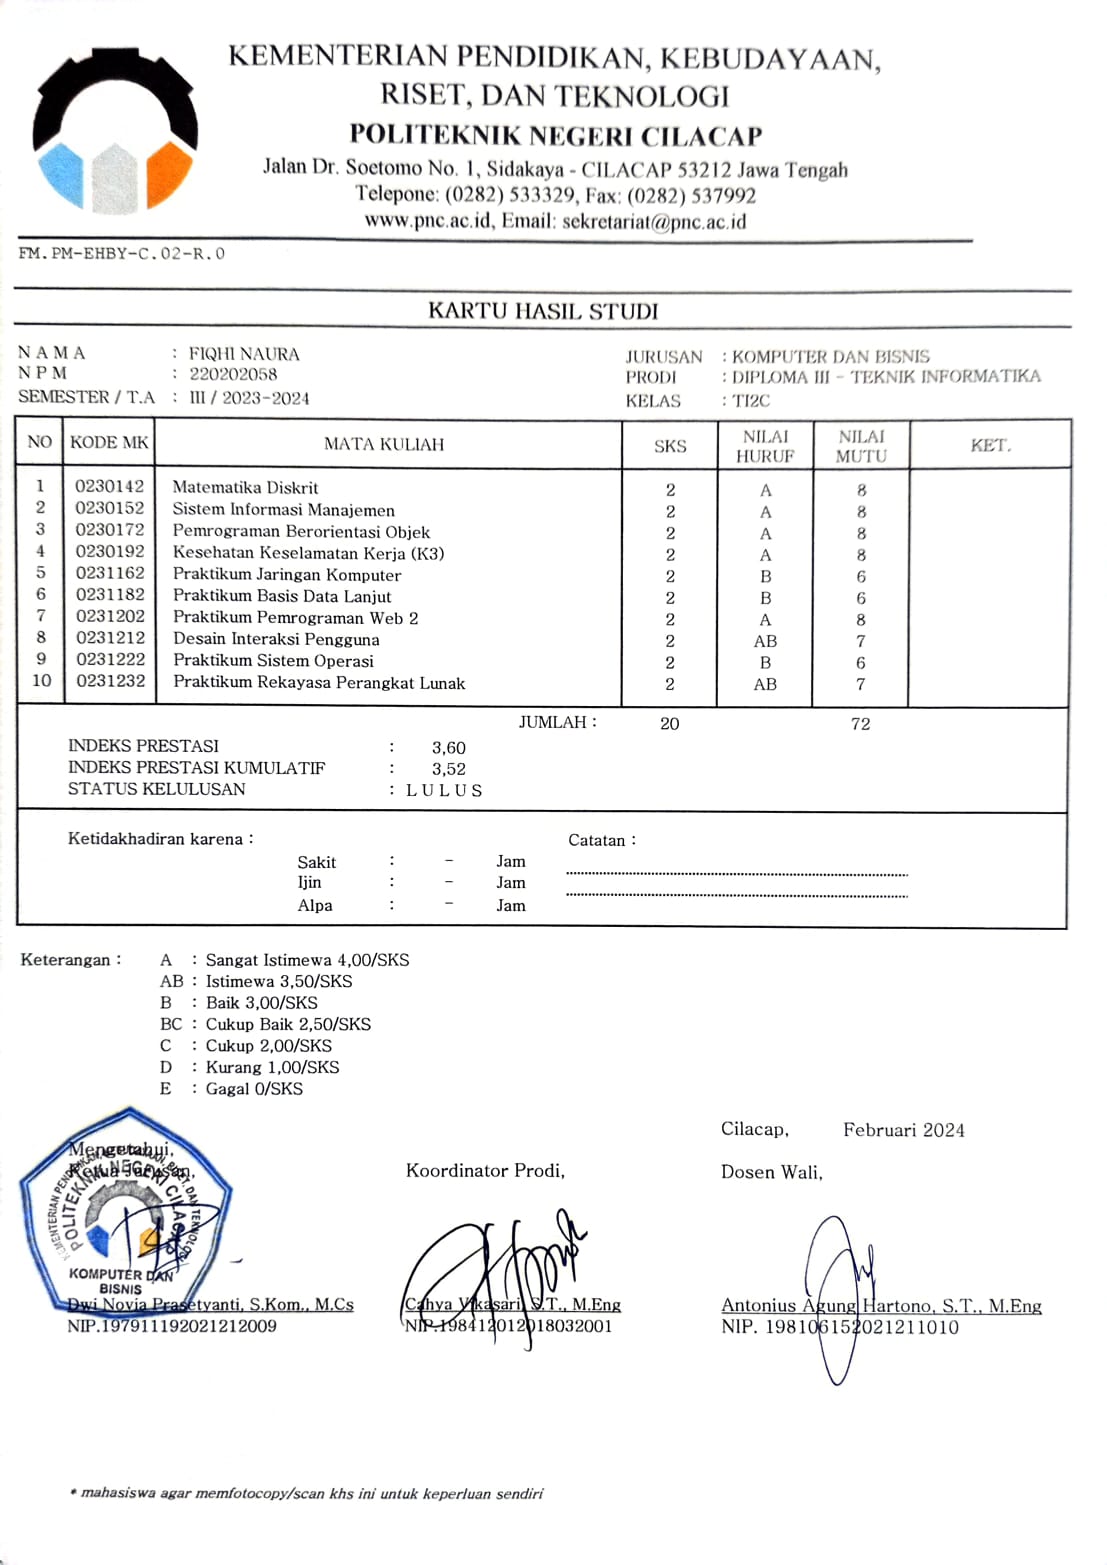 KEMENTERIAN PENDIDIKAN, KEBUDAYAAN,
RISET, DAN TEKNOLOGI
POLITEKNIK NEGERI CILACAP
Jalan Dr. Soetomo No. 1, Sidakaya - CILACAP 53212 Jawa Tengah
Telepone: (0282) 533329, Fax: (0282) 537992
www.pnc.ac.id, Email: sekretariat@pnc.ac.id
FM.PM-EHBY-C.02-R.0
KARTU HASIL STUDI
N A M A : FIQHI NAURA
N P M : 220202058
SEMESTER / T.A : III / 2023-2024
JURUSAN : KOMPUTER DAN BISNIS
PRODI : DIPLOMA III - TEKNIK INFORMATIKA
KELAS : TI2C
NO KODE MK MATA KULIAH SKS NILAI HURUF NILAI MUTU KET.
1 0230142 Matematika Diskrit 2 A 8
2 0230152 Sistem Informasi Manajemen 2 A 8
3 0230172 Pemrograman Berorientasi Objek 2 A 8
4 0230192 Kesehatan Keselamatan Kerja (K3) 2 A 8
5 0231162 Praktikum Jaringan Komputer 2 B 6
6 0231182 Praktikum Basis Data Lanjut 2 B 6
7 0231202 Praktikum Pemrograman Web 2 2 A 8
8 0231212 Desain Interaksi Pengguna 2 AB 7
9 0231222 Praktikum Sistem Operasi 2 B 6
10 0231232 Praktikum Rekayasa Perangkat Lunak 2 AB 7
JUMLAH : 20 72
INDEKS PRESTASI : 3,60
INDEKS PRESTASI KUMULATIF : 3,52
STATUS KELULUSAN : L U L U S
Ketidakhadiran karena :
Sakit : - Jam
Ijin : - Jam
Alpa : - Jam
Catatan :
Keterangan :
A : Sangat Istimewa 4,00/SKS
AB : Istimewa 3,50/SKS
B : Baik 3,00/SKS
BC : Cukup Baik 2,50/SKS
C : Cukup 2,00/SKS
D : Kurang 1,00/SKS
E : Gagal 0/SKS
Cilacap, Februari 2024
Mengetahui,
Ketua Jurusan,
Koordinator Prodi,
Dosen Wali,
POLITEKNIK NEGERI CILACAP
KOMPUTER DAN
BISNIS
Dwi Novia Prasetyanti, S.Kom., M.Cs
NIP.197911192021212009
Cahya Vikasari, S.T., M.Eng
NIP.198412012018032001
Antonius Agung Hartono, S.T., M.Eng
NIP. 198106152021211010
* mahasiswa agar memfotocopy/scan khs ini untuk keperluan sendiri